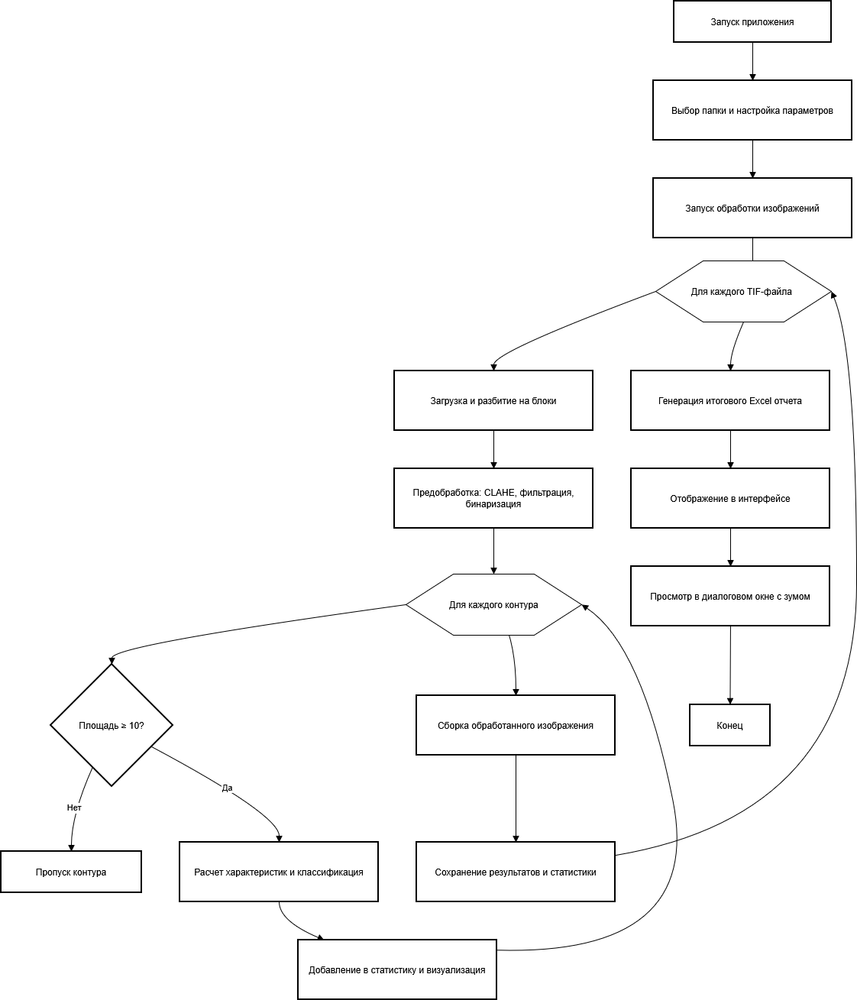 Запуск приложения
Выбор папки и настройка параметров
Запуск обработки изображений
Для каждого TIF-файла
Загрузка и разбитие на блоки
Генерация итогового Excel отчета
Предобработка: CLAHE, фильтрация,
бинаризация
Отображение в интерфейсе
Для каждого контура
Просмотр в диалоговом окне с зумом
Площадь ≥ 10?
Сборка обработанного изображения
Конец
Да
Нет
Пропуск контура
Расчет характеристик и классификация
Сохранение результатов и статистики
Добавление в статистику и визуализация